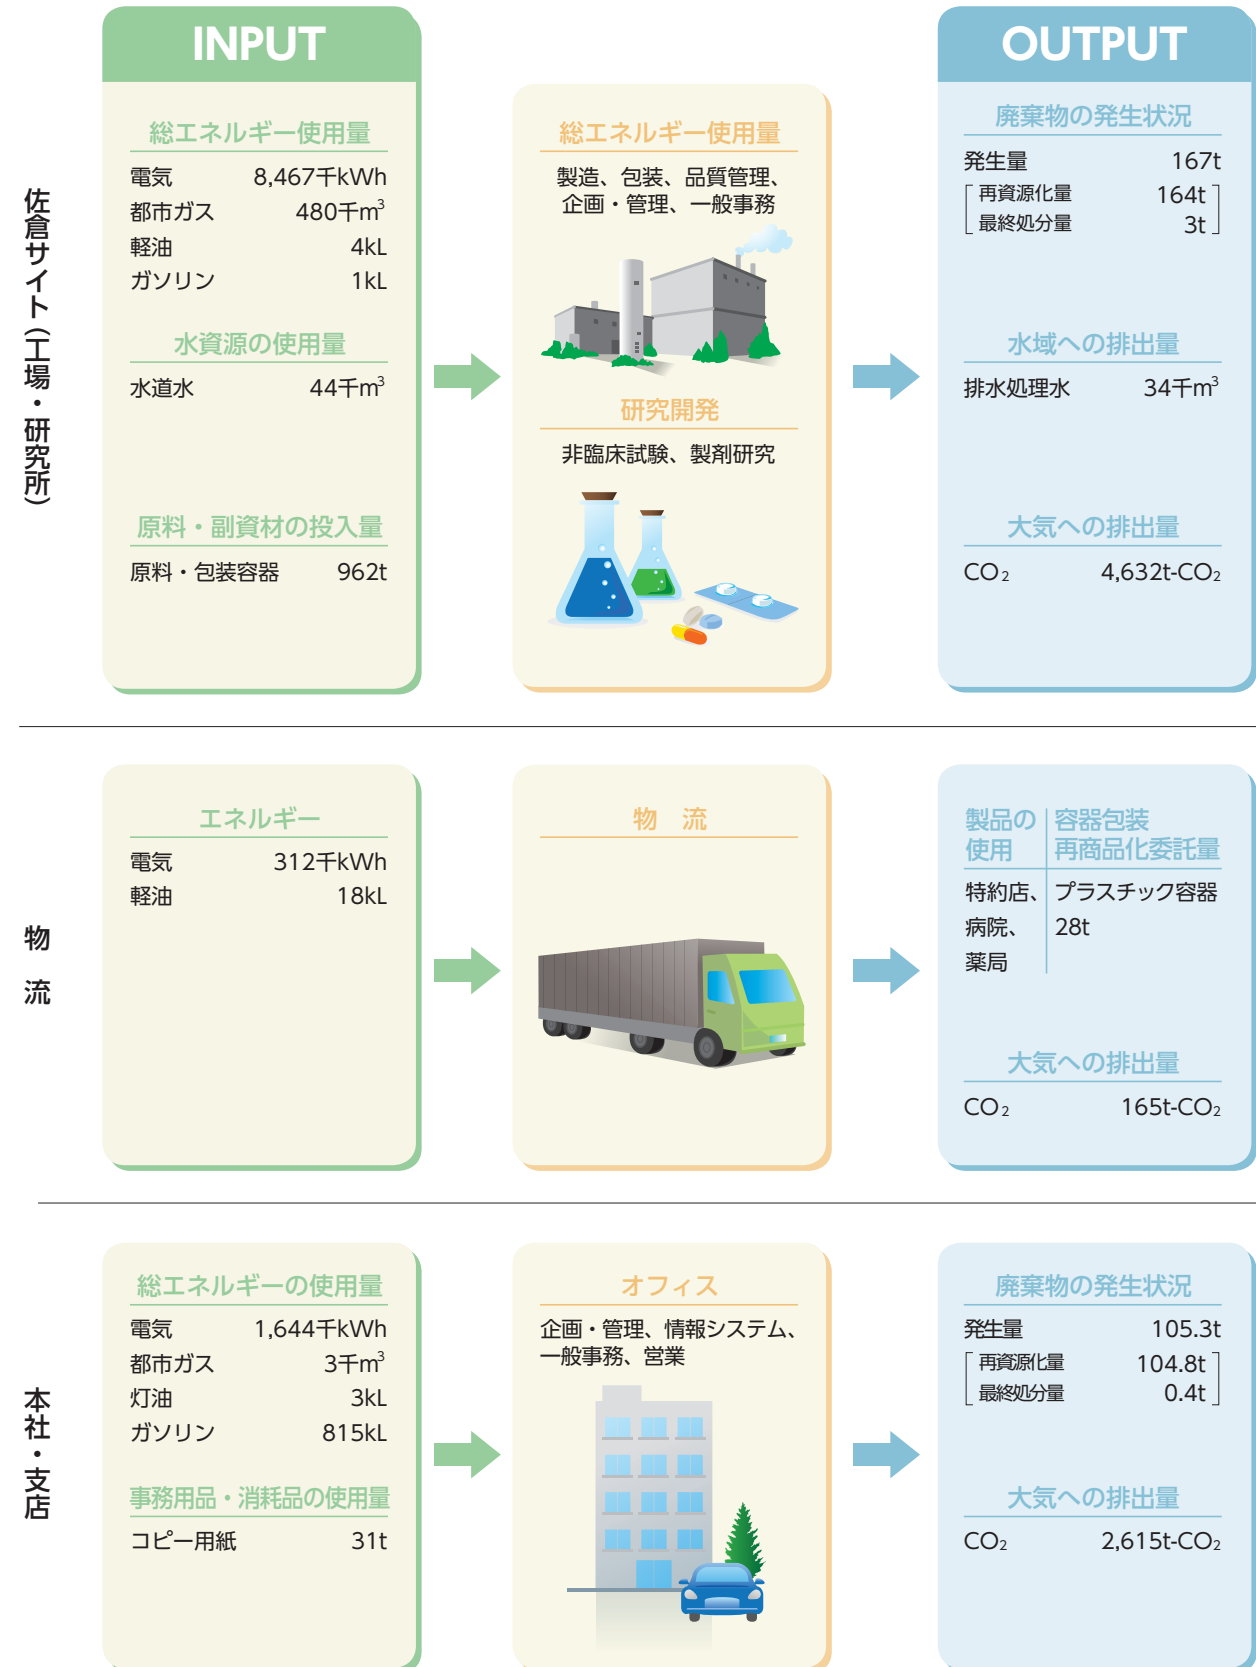 INPUT
OUTPUT
佐倉サイト(工場・研究所)
総エネルギー使用量
電気 8,467千kWh
都市ガス 480千m³
軽油 4kL
ガソリン 1kL
水資源の使用量
水道水 44千m³
原料・副資材の投入量
原料・包装容器 962t
総エネルギー使用量
製造、包装、品質管理、
企画・管理、一般事務
研究開発
非臨床試験、製剤研究
廃棄物の発生状況
発生量 167t
再資源化量 164t
最終処分量 3t
水域への排出量
排水処理水 34千m³
大気への排出量
CO₂ 4,632t-CO₂
物 流
エネルギー
電気 312千kWh
軽油 18kL
物 流
製品の
使用
特約店、
病院、
薬局
容器包装
再商品化委託量
プラスチック容器
28t
大気への排出量
CO₂ 165t-CO₂
本社・支店
総エネルギーの使用量
電気 1,644千kWh
都市ガス 3千m³
灯油 3kL
ガソリン 815kL
事務用品・消耗品の使用量
コピー用紙 31t
オフィス
企画・管理、情報システム、
一般事務、営業
廃棄物の発生状況
発生量 105.3t
再資源化量 104.8t
最終処分量 0.4t
大気への排出量
CO₂ 2,615t-CO₂